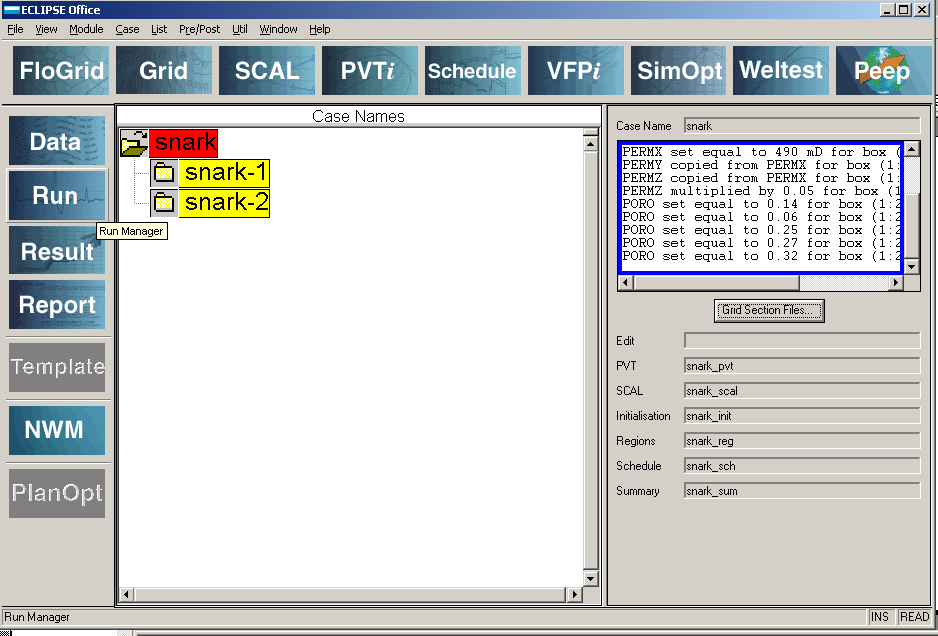 ECLIPSE Office
File View Module Case List Pre/Post Util Window Help
FloGrid Grid SCAL PVTi Schedule VFPi SimOpt Weltest Peep
Data
Run
Run Manager
Result
Report
Template
NWM
PlanOpt
Case Names
snark
snark-1
snark-2
Case Name snark
PERMX set equal to 490 mD for box (
PERMY copied from PERMX for box (1:
PERMZ copied from PERMX for box (1:
PERMZ multiplied by 0.05 for box (1
PORO set equal to 0.14 for box (1:2
PORO set equal to 0.06 for box (1:2
PORO set equal to 0.25 for box (1:2
PORO set equal to 0.27 for box (1:2
PORO set equal to 0.32 for box (1:2
Grid Section Files...
Edit
PVT snark_pvt
SCAL snark_scal
Initialisation snark_init
Regions snark_reg
Schedule snark_sch
Summary snark_sum
Run Manager INS READ